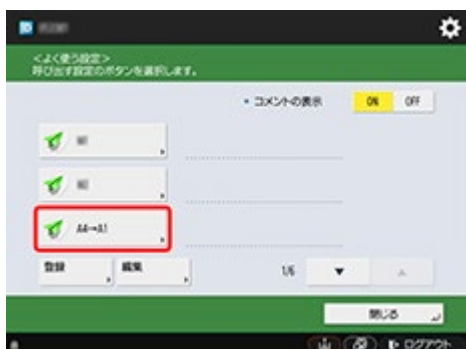 <よく使う設定>
呼び出す設定のボタンを選択します。
・コメントの表示
ON
OFF
A4→A1
登録
編集
1/6
閉じる
ログアウト